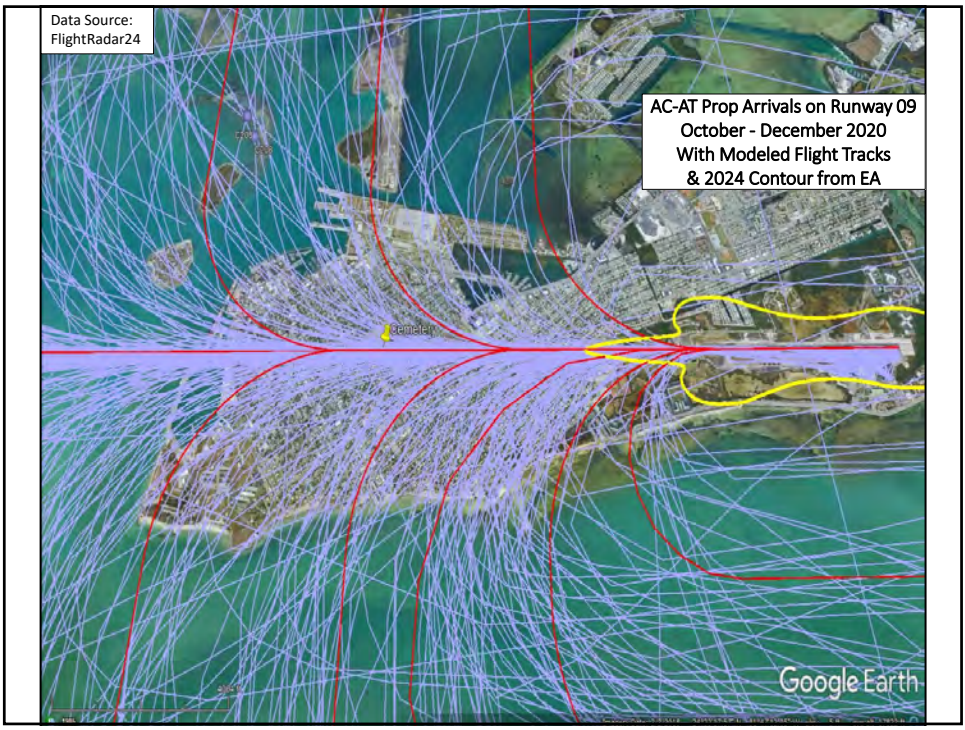 Data Source:
FlightRadar24
AC-AT Prop Arrivals on Runway 09
October - December 2020
With Modeled Flight Tracks
& 2024 Contour from EA
Cemetery
Google Earth